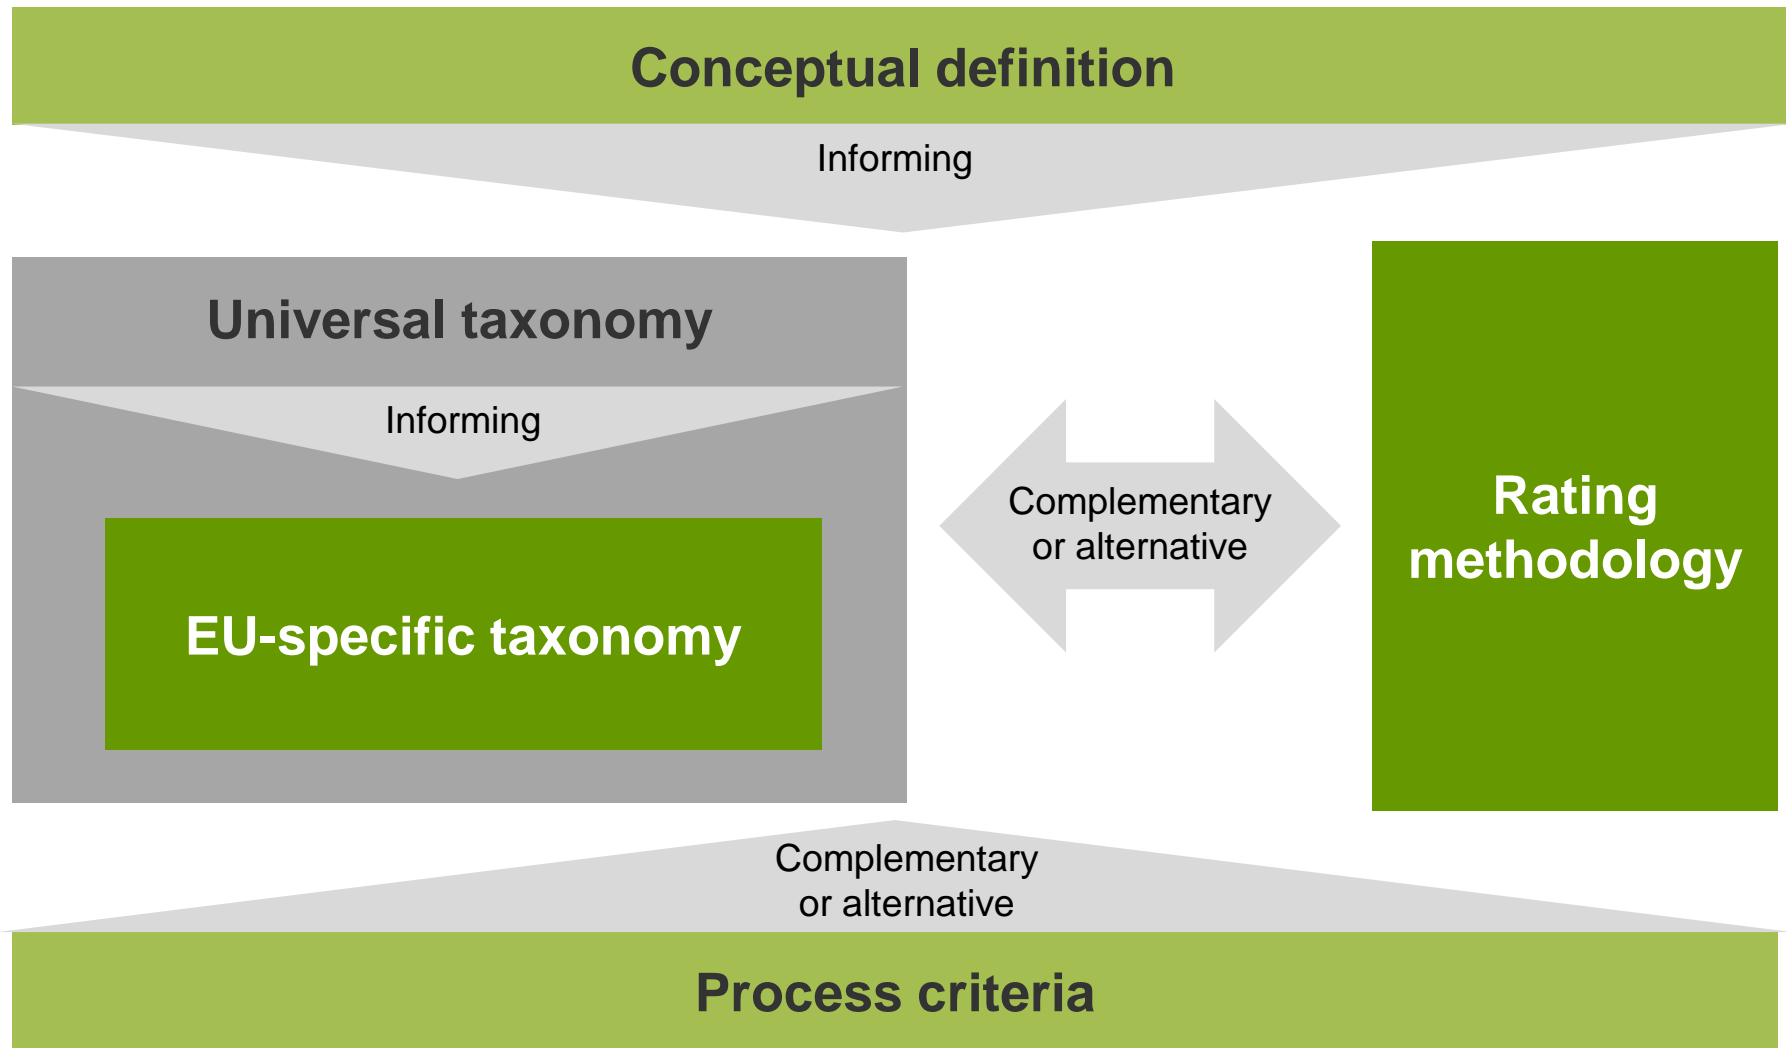 Conceptual definition
Informing
Universal taxonomy
Informing
EU-specific taxonomy
Complementary
or alternative
Rating
methodology
Complementary
or alternative
Process criteria